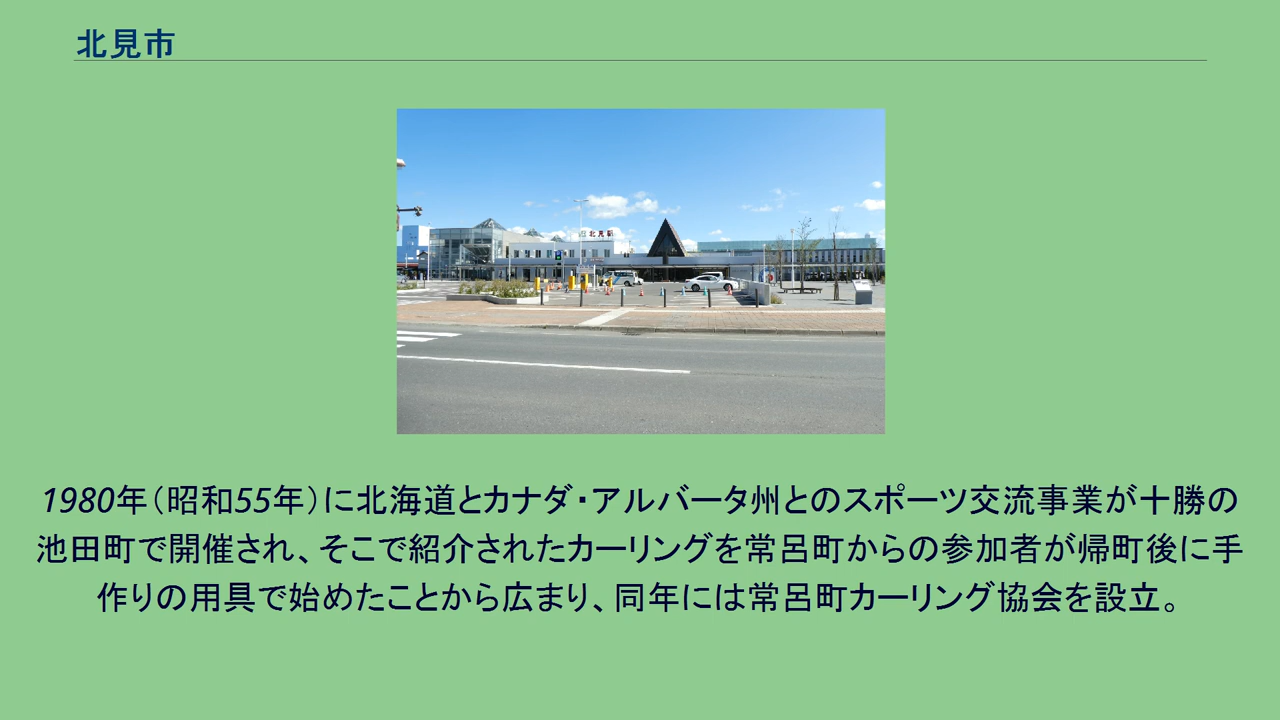 北見市
北見駅
1980年（昭和55年）に北海道とカナダ・アルバータ州とのスポーツ交流事業が十勝の
池田町で開催され、そこで紹介されたカーリングを常呂町からの参加者が帰町後に手
作りの用具で始めたことから広まり、同年には常呂町カーリング協会を設立。